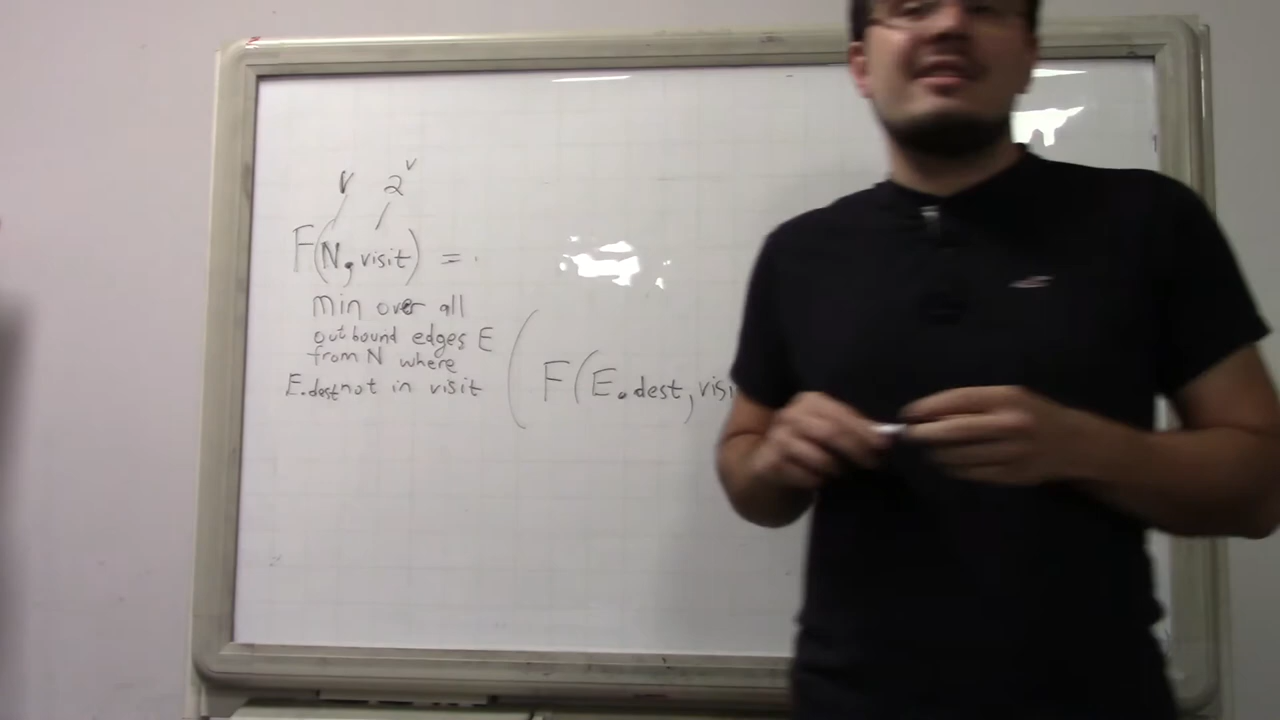 V 2^V
F(N, visit) =
min over all
outbound edges E
from N where
E.dest not in visit
( F(E.dest, visi